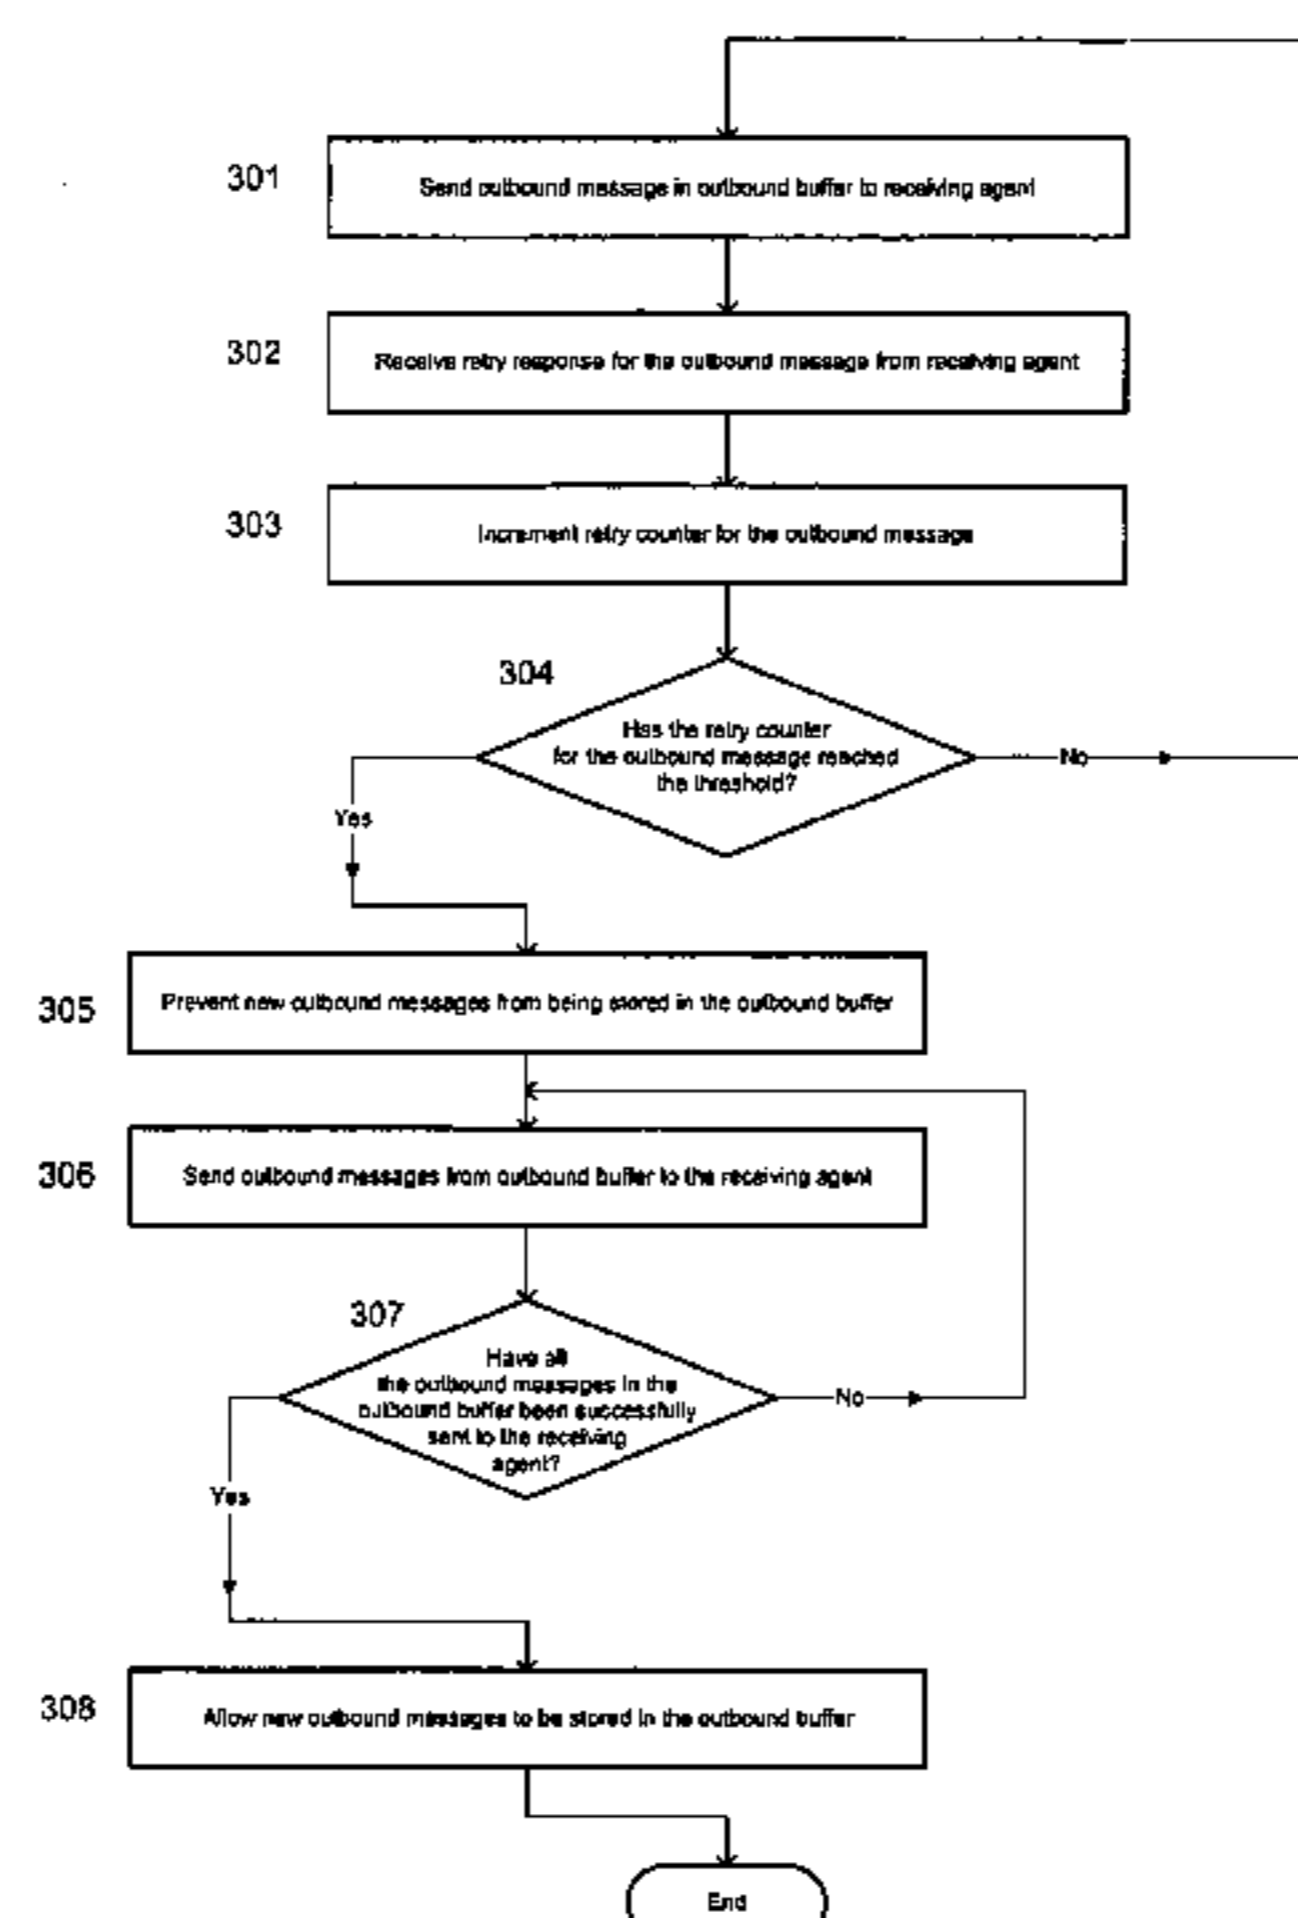 301
Send outbound message in outbound buffer to receiving agent
302
Receive retry response for the outbound message from receiving agent
303
Increment retry counter for the outbound message
304
Has the retry counter
for the outbound message reached
the threshold?
No
Yes
305
Prevent new outbound messages from being stored in the outbound buffer
306
Send outbound messages from outbound buffer to the receiving agent
307
Have all
the outbound messages in the
outbound buffer been successfully
sent to the receiving
agent?
No
Yes
308
Allow new outbound messages to be stored in the outbound buffer
End